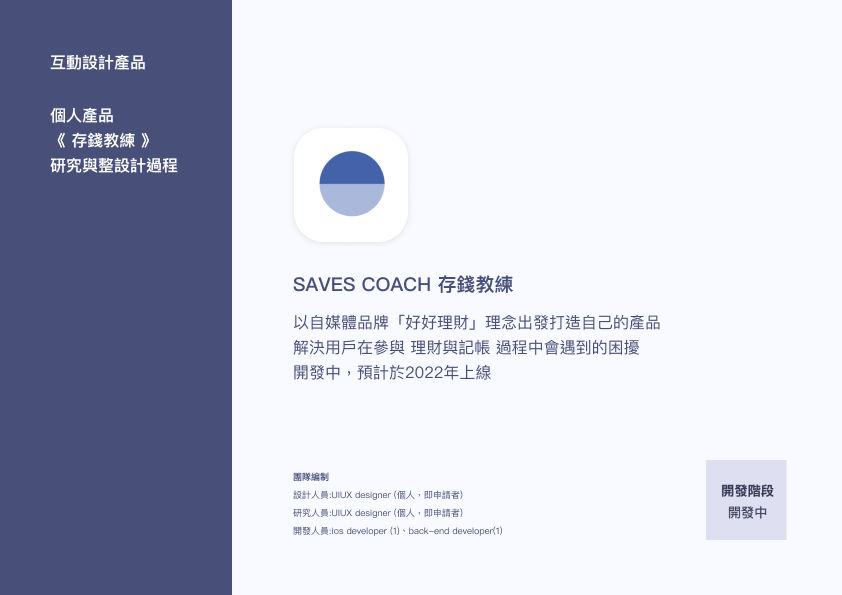 互動設計產品
個人產品
《 存錢教練 》
研究與整設計過程
SAVES COACH 存錢教練
以自媒體品牌「好好理財」理念出發打造自己的產品
解決用戶在參與 理財與記帳 過程中會遇到的困擾
開發中，預計於2022年上線
團隊編制
設計人員:UIUX designer (個人，即申請者)
研究人員:UIUX designer (個人，即申請者)
開發人員:ios developer (1)、back-end developer(1)
開發階段
開發中